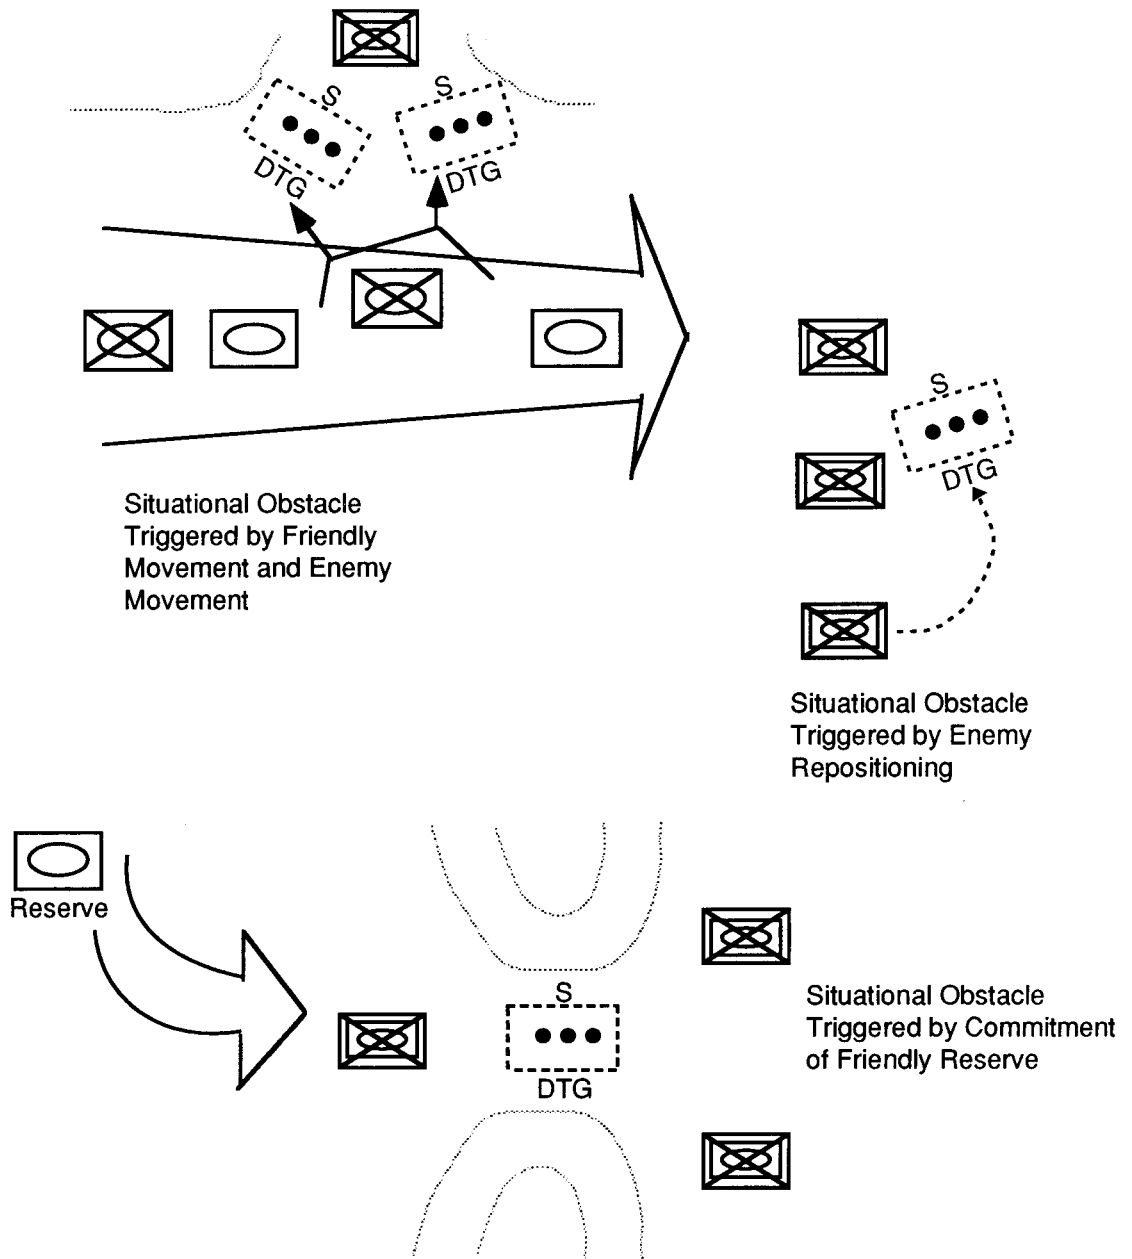 S
S
DTG
DTG
Situational Obstacle
Triggered by Friendly
Movement and Enemy
Movement
S
DTG
Situational Obstacle
Triggered by Enemy
Repositioning
Reserve
S
DTG
Situational Obstacle
Triggered by Commitment
of Friendly Reserve